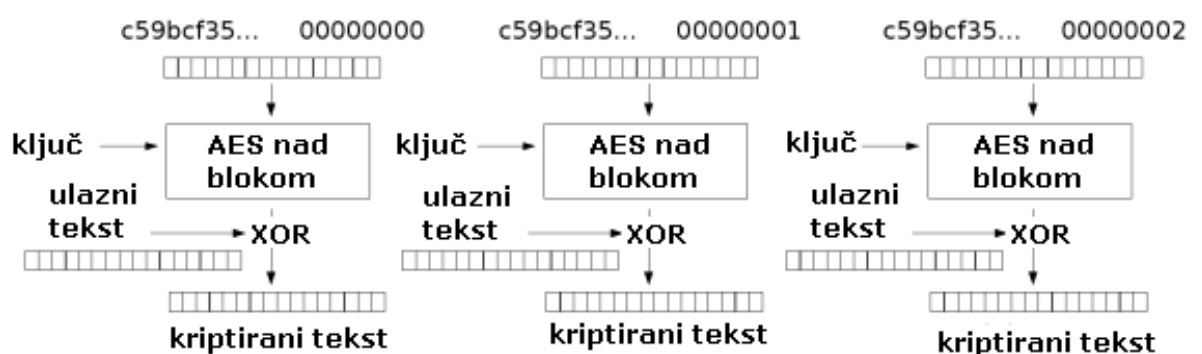 c59bcf35... 00000000 c59bcf35... 00000001 c59bcf35... 00000002
ključ AES nad blokom ključ AES nad blokom ključ AES nad blokom
ulazni tekst XOR ulazni tekst XOR ulazni tekst XOR
kriptirani tekst kriptirani tekst kriptirani tekst